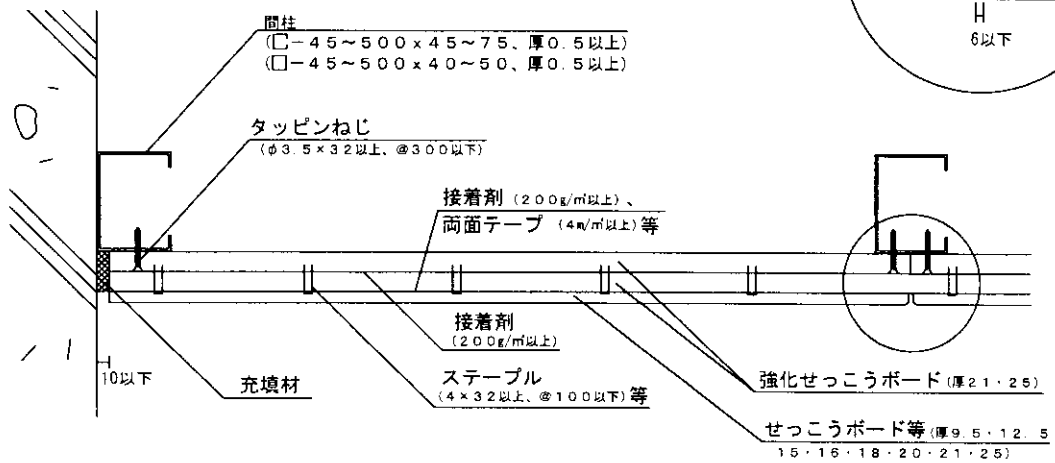 間柱
(⊏−45〜500x45〜75、厚0.5以上)
(□−45〜500x40〜50、厚0.5以上)
H
6以下
タッピンねじ
(φ3.5×32以上、@300以下)
接着剤(200g/㎡以上)、
両面テープ(4m/㎡以上)等
接着剤
(200g/㎡以上)
10以下
充填材
ステープル
(4×32以上、@100以下)等
強化せっこうボード(厚21・25)
せっこうボード等(厚9.5・12.5
15・16・18・20・21・25)